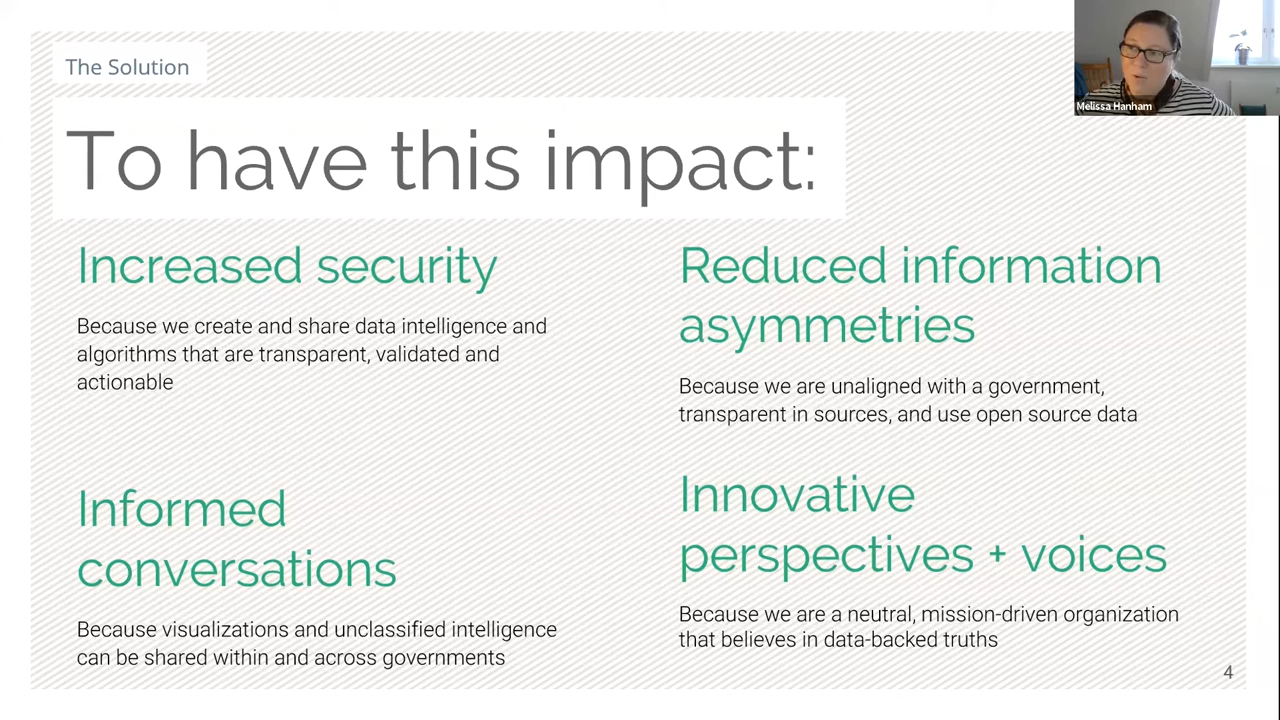 The Solution
Melissa Hanham
To have this impact:
Increased security
Because we create and share data intelligence and
algorithms that are transparent, validated and
actionable
Reduced information
asymmetries
Because we are unaligned with a government,
transparent in sources, and use open source data
Informed
conversations
Because visualizations and unclassified intelligence
can be shared within and across governments
Innovative
perspectives + voices
Because we are a neutral, mission-driven organization
that believes in data-backed truths
4